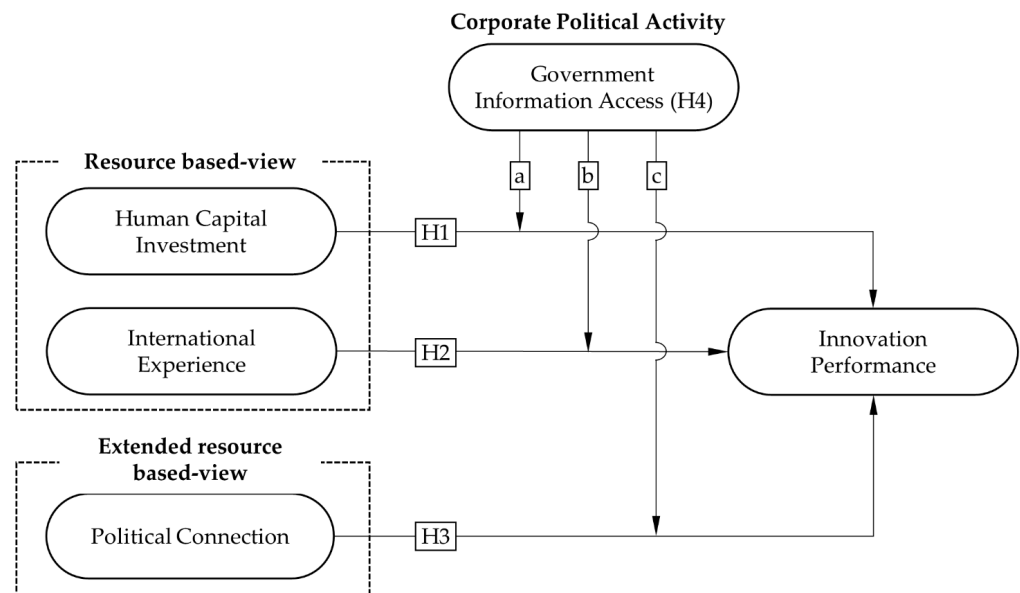 Corporate Political Activity
Government
Information Access (H4)
a
b
c
Resource based-view
Human Capital
Investment
H1
International
Experience
H2
Innovation
Performance
Extended resource
based-view
Political Connection
H3